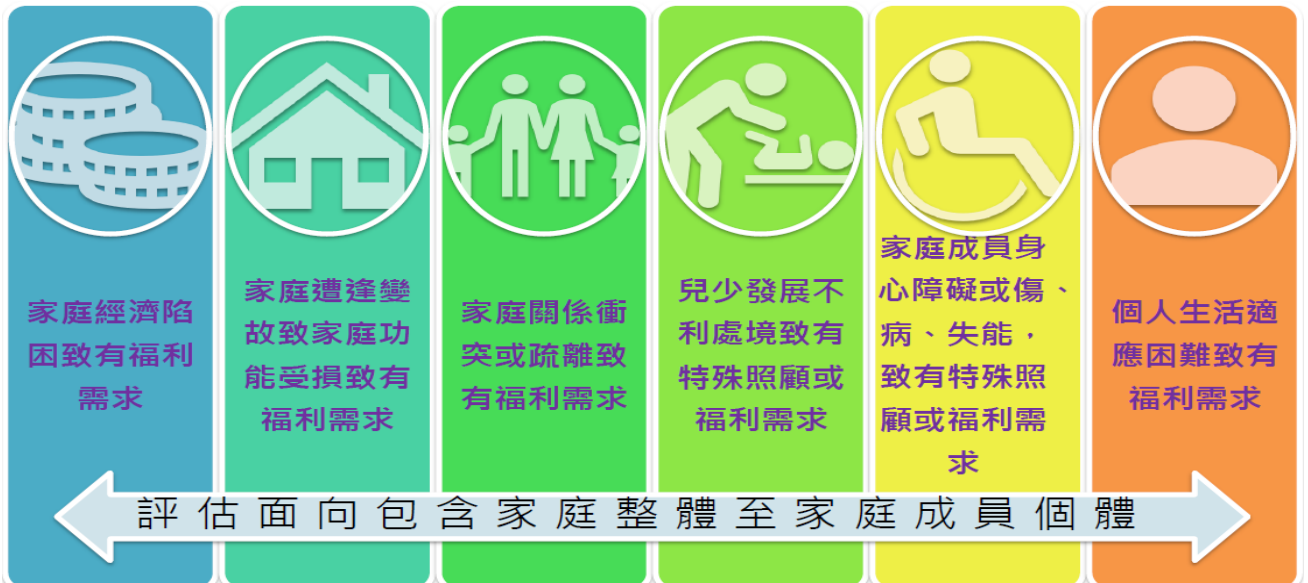 家庭經濟陷
困致有福利
需求
家庭遭逢變
故致家庭功
能受損致有
福利需求
家庭關係衝
突或疏離致
有福利需求
兒少發展不
利處境致有
特殊照顧或
福利需求
家庭成員身
心障礙或傷、
病、失能，
致有特殊照
顧或福利需
求
個人生活適
應困難致有
福利需求
評估面向包含家庭整體至家庭成員個體